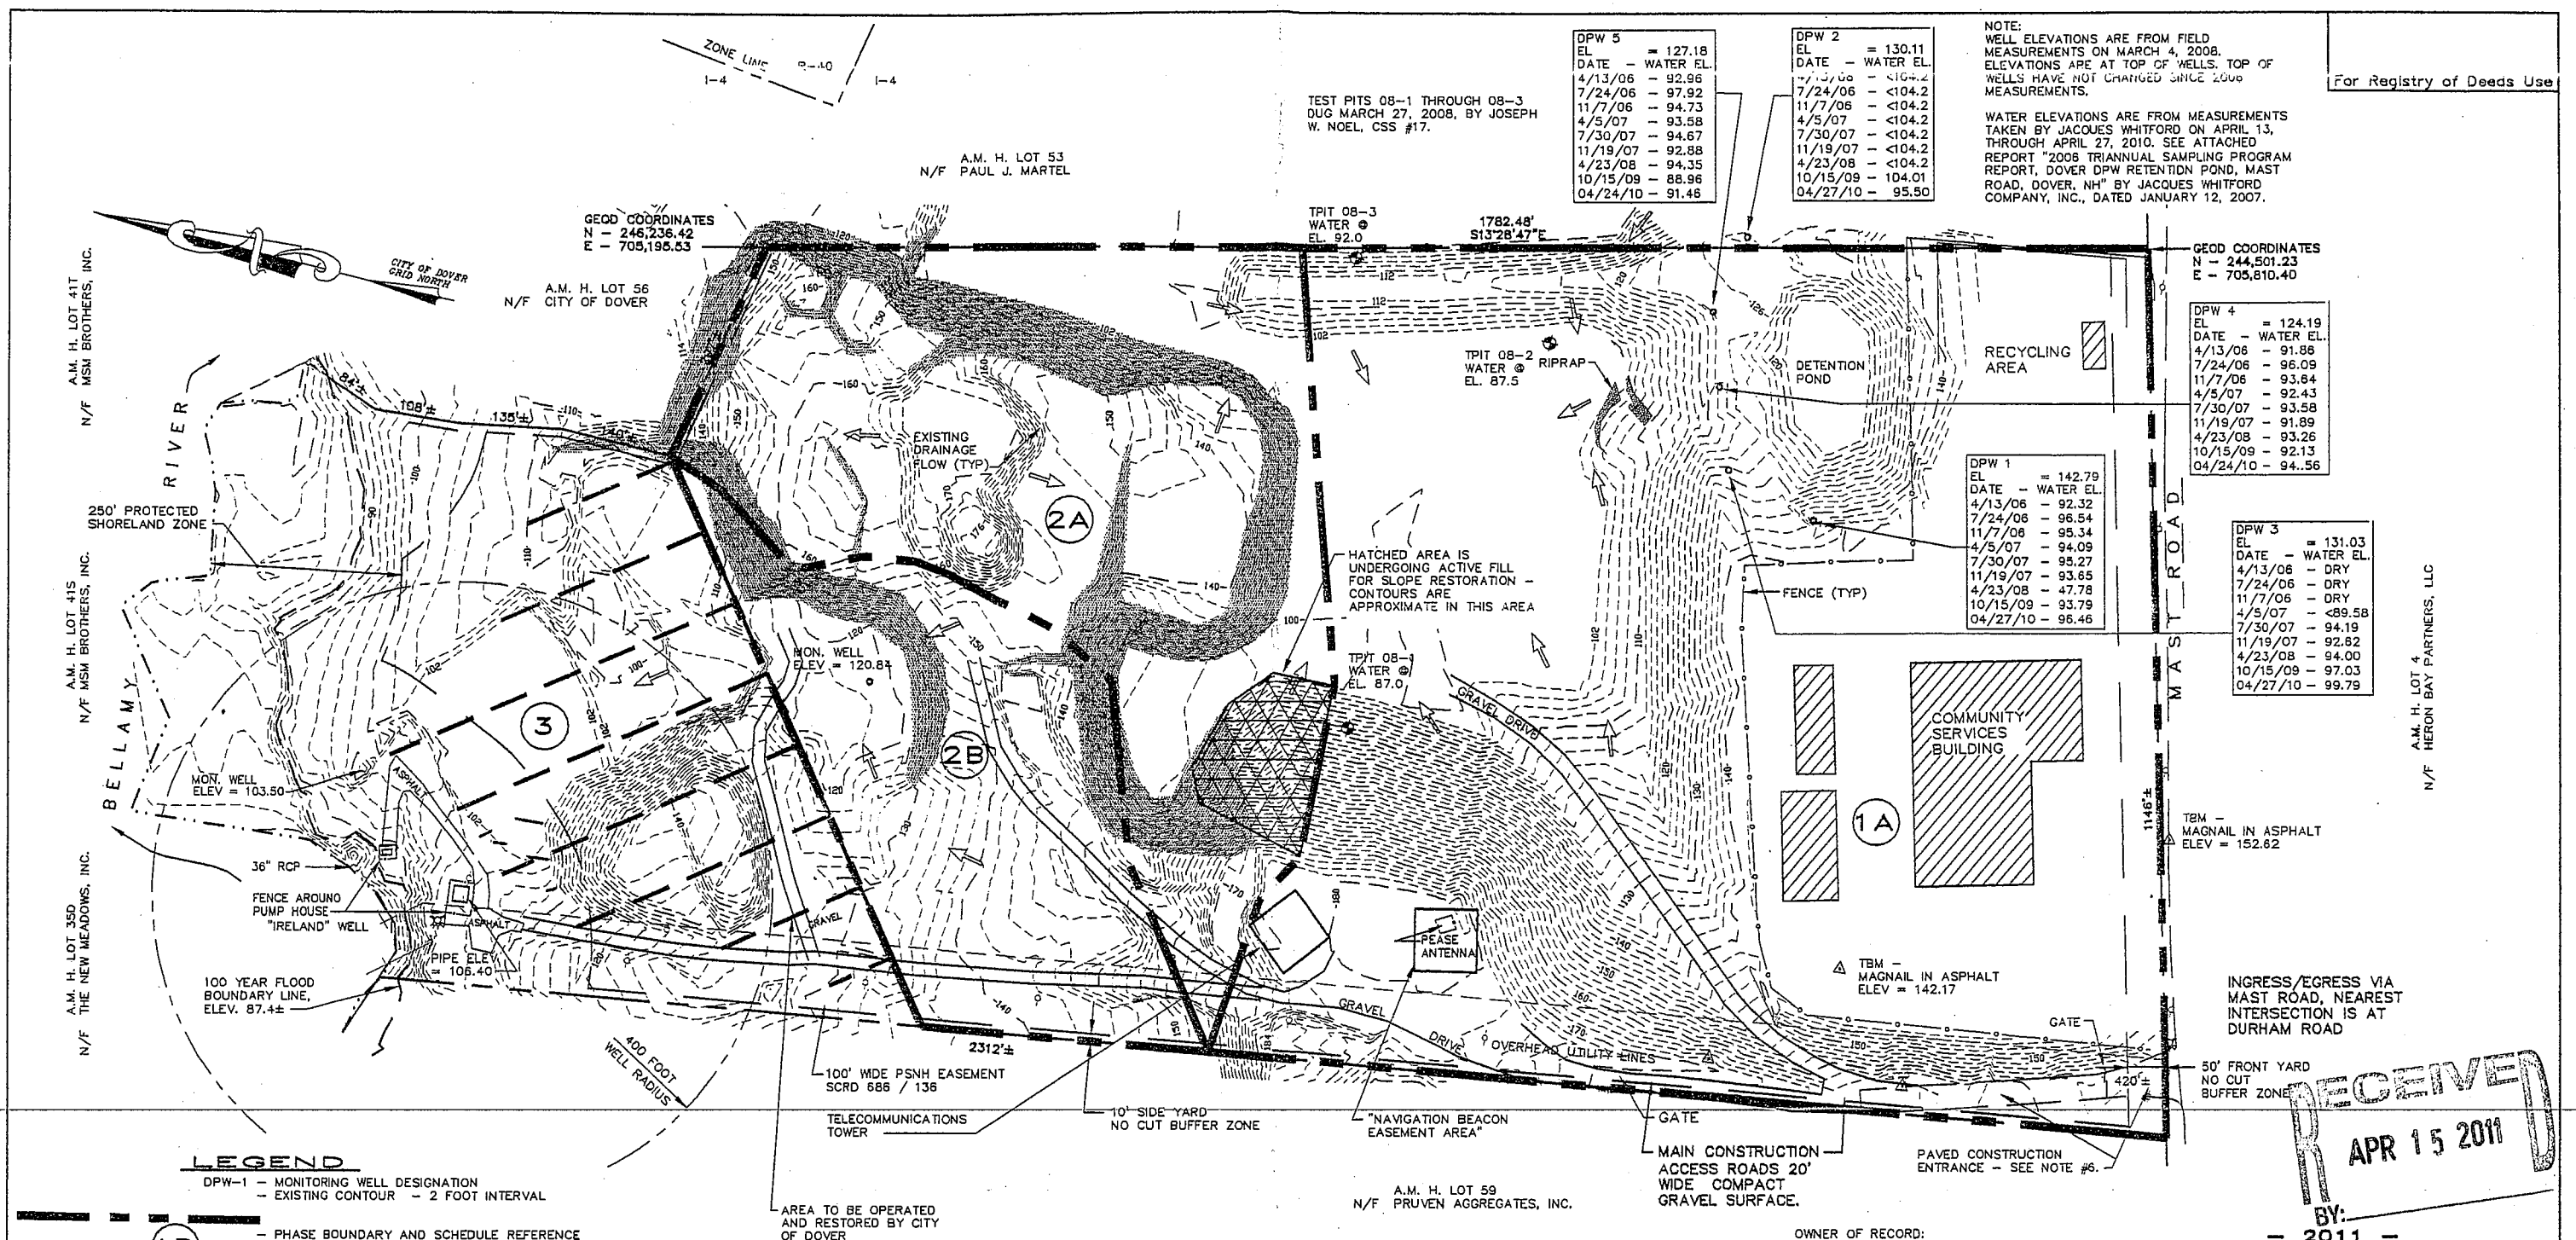 ZONE LINE R-40
I-4
I-4
DPW 5
EL = 127.18
DATE - WATER EL.
4/13/06 - 92.96
7/24/06 - 97.92
11/7/06 - 94.73
4/5/07 - 93.58
7/30/07 - 94.67
11/19/07 - 92.88
4/23/08 - 94.35
10/15/09 - 88.96
04/24/10 - 91.46
DPW 2
EL = 130.11
DATE - WATER EL.
4/13/06 - <104.2
7/24/06 - <104.2
11/7/06 - <104.2
4/5/07 - <104.2
7/30/07 - <104.2
11/19/07 - <104.2
4/23/08 - <104.2
10/15/09 - 104.01
04/27/10 - 95.50
NOTE:
WELL ELEVATIONS ARE FROM FIELD
MEASUREMENTS ON MARCH 4, 2008.
ELEVATIONS ARE AT TOP OF WELLS. TOP OF
WELLS HAVE NOT CHANGED SINCE 2006
MEASUREMENTS.
WATER ELEVATIONS ARE FROM MEASUREMENTS
TAKEN BY JACQUES WHITFORD ON APRIL 13,
THROUGH APRIL 27, 2010. SEE ATTACHED
REPORT "2006 TRIANNUAL SAMPLING PROGRAM
REPORT, DOVER DPW RETENTION POND, MAST
ROAD, DOVER, NH" BY JACQUES WHITFORD
COMPANY, INC., DATED JANUARY 12, 2007.
For Registry of Deeds Use
TEST PITS 08-1 THROUGH 08-3
DUG MARCH 27, 2008, BY JOSEPH
W. NOEL, CSS #17.
A.M. H. LOT 53
N/F PAUL J. MARTEL
GEOD COORDINATES
N - 246,236.42
E - 705,195.53
TPIT 08-3
WATER @
EL. 92.0
1782.48'
S13°28'47"E
GEOD COORDINATES
N - 244,501.23
E - 705,810.40
CITY OF DOVER
GRID NORTH
A.M. H. LOT 56
N/F CITY OF DOVER
A.M. H. LOT 41T
N/F MSM BROTHERS, INC.
DPW 4
EL = 124.19
DATE - WATER EL.
4/13/06 - 91.86
7/24/06 - 96.09
11/7/06 - 93.64
4/5/07 - 92.43
7/30/07 - 93.58
11/19/07 - 91.89
4/23/08 - 93.26
10/15/09 - 92.13
04/24/10 - 94..56
TPIT 08-2
WATER @
EL. 87.5
RIPRAP
DETENTION
POND
RECYCLING
AREA
84'±
108'±
135'±
140'±
EXISTING
DRAINAGE
FLOW (TYP)
2A
BELLAMY RIVER
250' PROTECTED
SHORELAND ZONE
DPW 1
EL = 142.79
DATE - WATER EL.
4/13/06 - 92.32
7/24/06 - 96.54
11/7/06 - 95.34
4/5/07 - 94.09
7/30/07 - 95.27
11/19/07 - 93.65
4/23/08 - 47.78
10/15/09 - 93.79
04/27/10 - 96.46
DPW 3
EL = 131.03
DATE - WATER EL.
4/13/06 - DRY
7/24/06 - DRY
11/7/06 - DRY
4/5/07 - <89.58
7/30/07 - 94.19
11/19/07 - 92.82
4/23/08 - 94.00
10/15/09 - 97.03
04/27/10 - 99.79
MAST ROAD
HATCHED AREA IS
UNDERGOING ACTIVE FILL
FOR SLOPE RESTORATION -
CONTOURS ARE
APPROXIMATE IN THIS AREA
FENCE (TYP)
A.M. H. LOT 41S
N/F MSM BROTHERS, INC.
MON. WELL
ELEV = 120.84
TPIT 08-1
WATER @
EL. 87.0
GRAVEL DRIVE
3
2B
COMMUNITY
SERVICES
BUILDING
1A
A.M. H. LOT 4
N/F HERON BAY PARTNERS, LLC
MON. WELL
ELEV = 103.50
ASPHALT
1146'±
TBM -
MAGNAIL IN ASPHALT
ELEV = 152.62
36" RCP
FENCE AROUND
PUMP HOUSE
"IRELAND" WELL
ASPHALT
GRAVEL
PEASE
ANTENNA
A.M. H. LOT 35D
N/F THE NEW MEADOWS, INC.
PIPE ELEV
= 106.40
100 YEAR FLOOD
BOUNDARY LINE,
ELEV. 87.4±
TBM -
MAGNAIL IN ASPHALT
ELEV = 142.17
INGRESS/EGRESS VIA
MAST ROAD, NEAREST
INTERSECTION IS AT
DURHAM ROAD
GATE
GRAVEL DRIVE
OVERHEAD UTILITY LINES
2312'±
400 FOOT
WELL RADIUS
100' WIDE PSNH EASEMENT
SCRD 686 / 136
TELECOMMUNICATIONS
TOWER
10' SIDE YARD
NO CUT BUFFER ZONE
"NAVIGATION BEACON
EASEMENT AREA"
GATE
420'±
50' FRONT YARD
NO CUT
BUFFER ZONE
MAIN CONSTRUCTION
ACCESS ROADS 20'
WIDE COMPACT
GRAVEL SURFACE.
PAVED CONSTRUCTION
ENTRANCE - SEE NOTE #6.
RECEIVED
APR 15 2011
BY:
- 2011 -
LEGEND
DPW-1 - MONITORING WELL DESIGNATION
- EXISTING CONTOUR - 2 FOOT INTERVAL
- PHASE BOUNDARY AND SCHEDULE REFERENCE
AREA TO BE OPERATED
AND RESTORED BY CITY
OF DOVER
A.M. H. LOT 59
N/F PRUVEN AGGREGATES, INC.
OWNER OF RECORD: